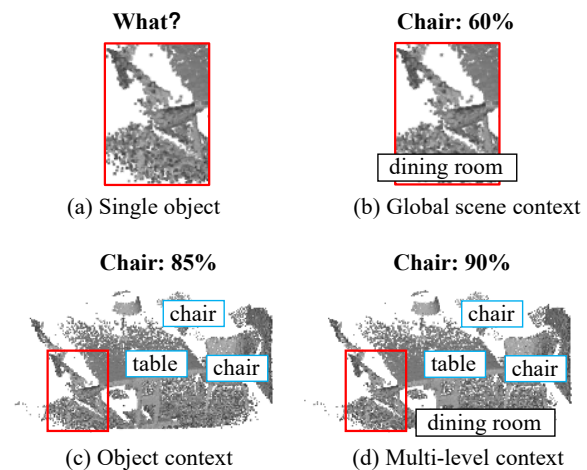 What?
Chair: 60%
dining room
(a) Single object
(b) Global scene context
Chair: 85%
Chair: 90%
chair
table
chair
chair
table
chair
dining room
(c) Object context
(d) Multi-level context